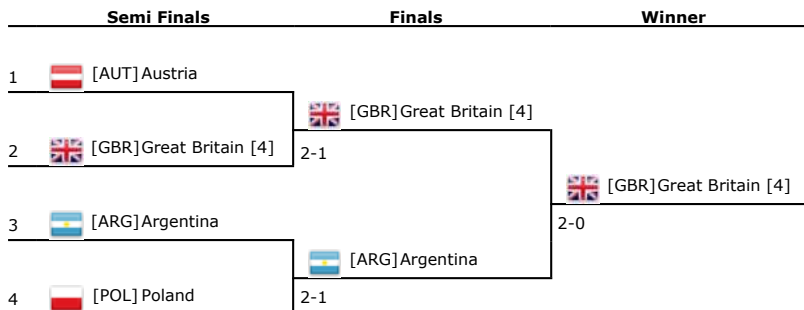 Semi Finals Finals Winner
1 [AUT] Austria
[GBR] Great Britain [4]
2 [GBR] Great Britain [4] 2-1
[GBR] Great Britain [4]
3 [ARG] Argentina 2-0
[ARG] Argentina
4 [POL] Poland 2-1